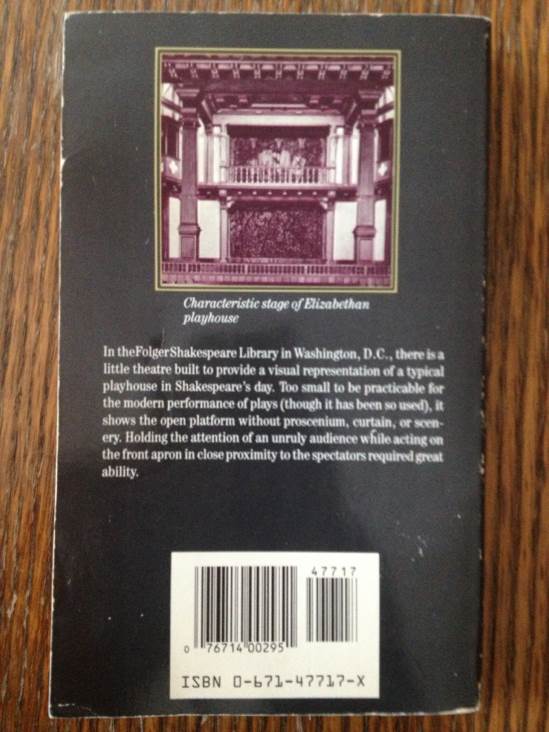 Characteristic stage of Elizabethan
playhouse
In the Folger Shakespeare Library in Washington, D.C., there is a
little theatre built to provide a visual representation of a typical
playhouse in Shakespeare's day. Too small to be practicable for
the modern performance of plays (though it has been so used), it
shows the open platform without proscenium, curtain, or scen-
ery. Holding the attention of an unruly audience while acting on
the front apron in close proximity to the spectators required great
ability.
47717
0 76714 00295
ISBN 0-671-47717-X